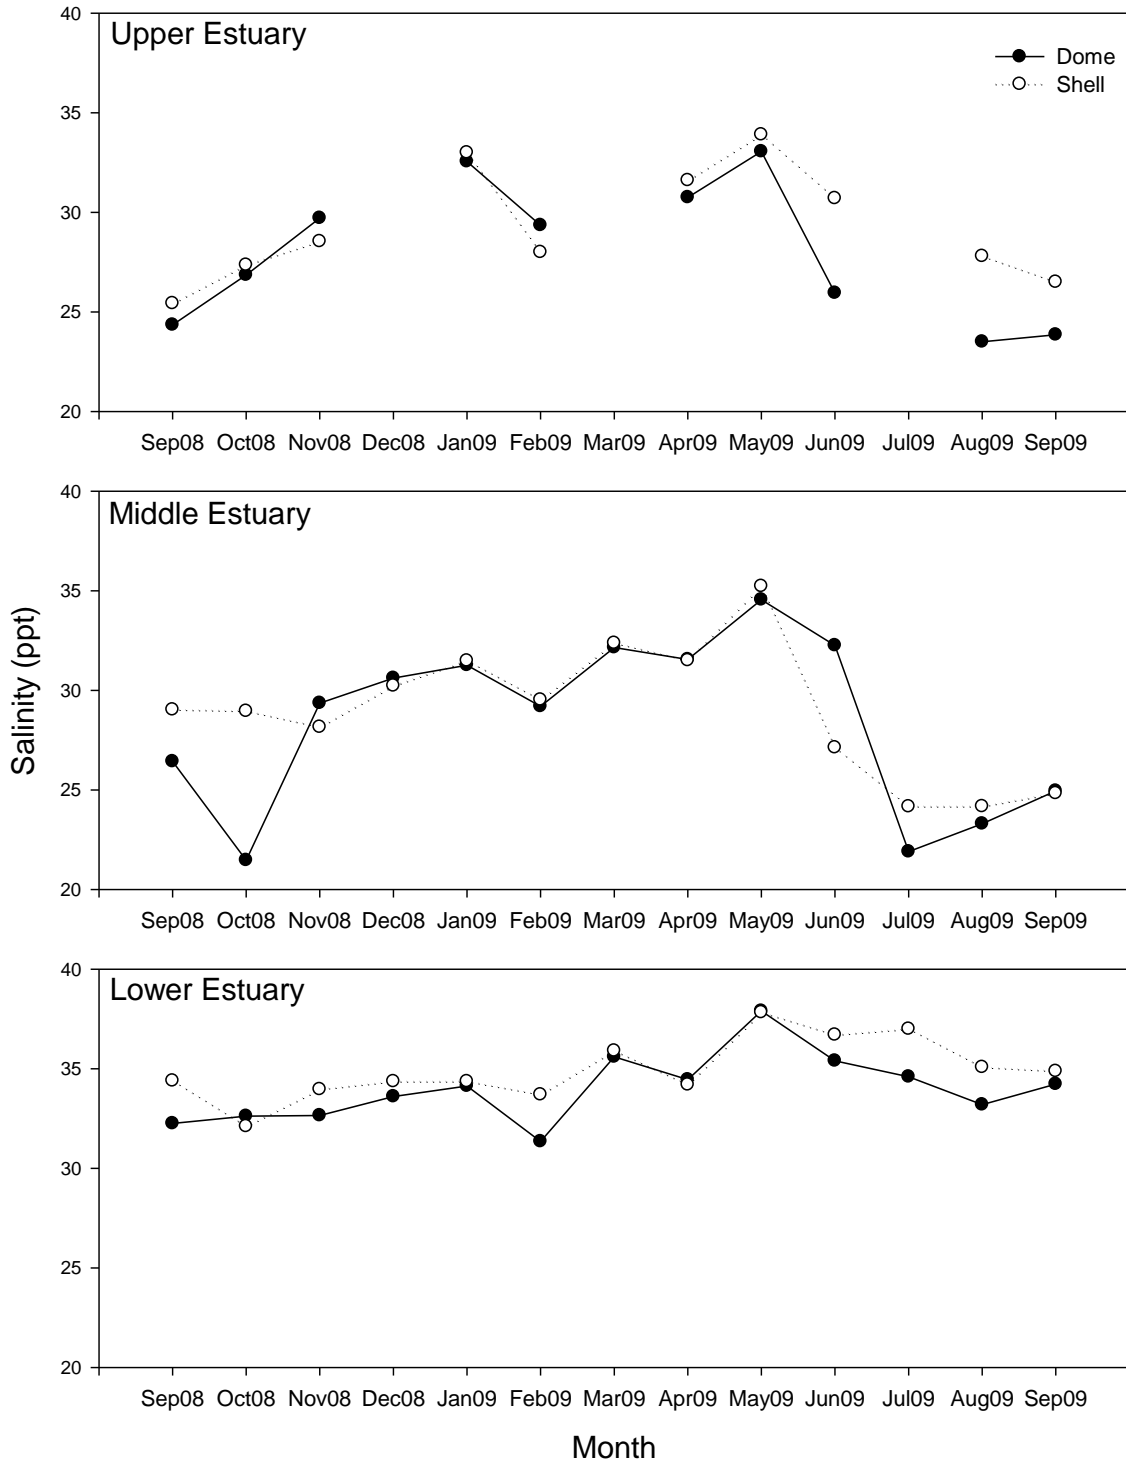 40
Upper Estuary
Dome
Shell
35
30
25
20
Sep08 Oct08 Nov08 Dec08 Jan09 Feb09 Mar09 Apr09 May09 Jun09 Jul09 Aug09 Sep09
40
Middle Estuary
35
30
25
20
Salinity (ppt)
Sep08 Oct08 Nov08 Dec08 Jan09 Feb09 Mar09 Apr09 May09 Jun09 Jul09 Aug09 Sep09
40
Lower Estuary
35
30
25
20
Sep08 Oct08 Nov08 Dec08 Jan09 Feb09 Mar09 Apr09 May09 Jun09 Jul09 Aug09 Sep09
Month